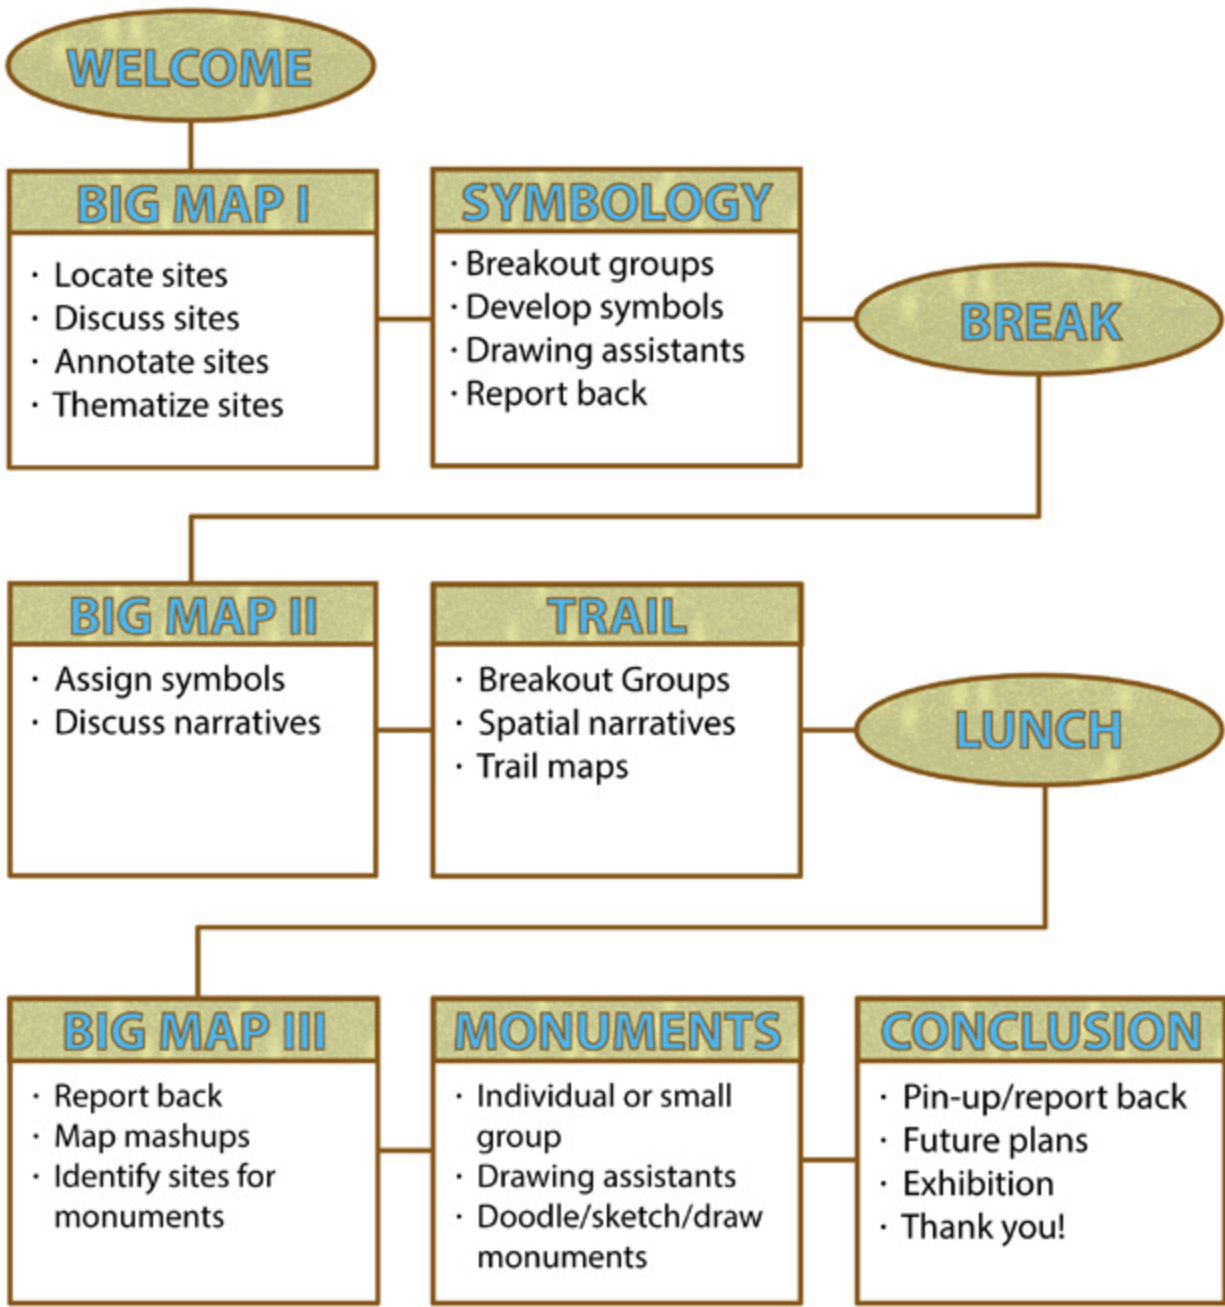 WELCOME
BIG MAP I
· Locate sites
· Discuss sites
· Annotate sites
· Thematize sites
SYMBOLOGY
· Breakout groups
· Develop symbols
· Drawing assistants
· Report back
BREAK
BIG MAP II
· Assign symbols
· Discuss narratives
TRAIL
· Breakout Groups
· Spatial narratives
· Trail maps
LUNCH
BIG MAP III
· Report back
· Map mashups
· Identify sites for
monuments
MONUMENTS
· Individual or small
group
· Drawing assistants
· Doodle/sketch/draw
monuments
CONCLUSION
· Pin-up/report back
· Future plans
· Exhibition
· Thank you!